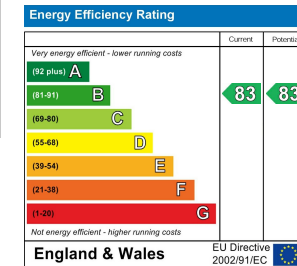 Energy Efficiency Rating
Current Potentia
Very energy efficient - lower running costs
(92 plus) A
(81-91) B 83 83
(69-80) C
(55-68) D
(39-54) E
(21-38) F
(1-20) G
Not energy efficient - higher running costs
England & Wales
EU Directive
2002/91/EC